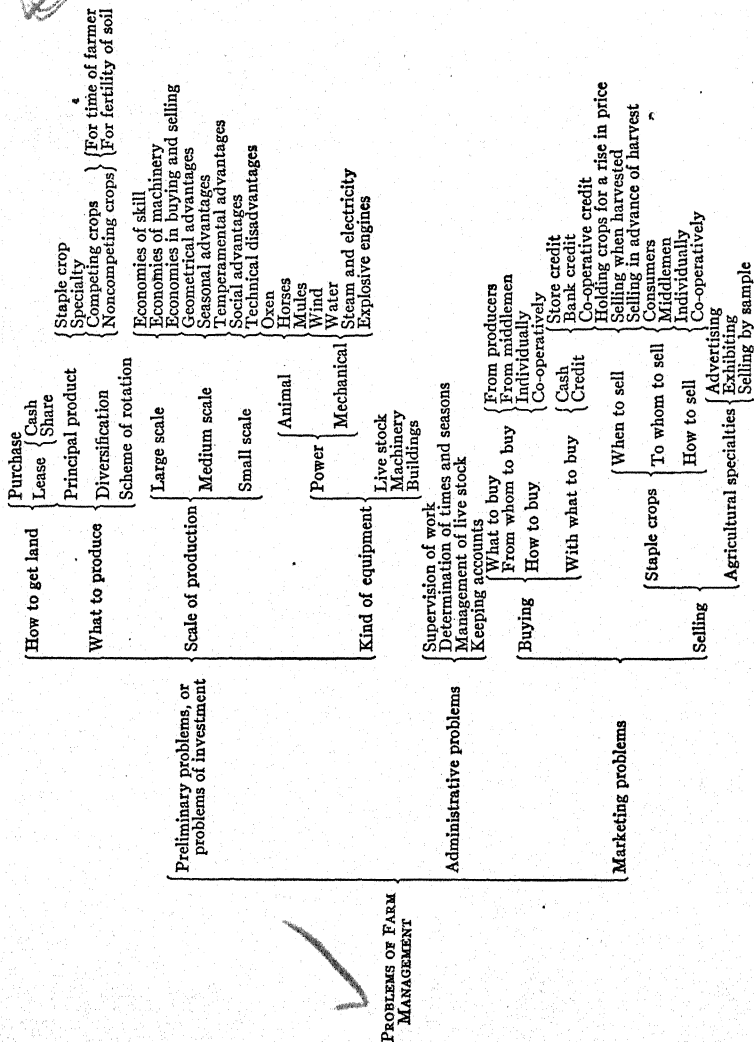 PROBLEMS OF FARM
MANAGEMENT
Preliminary problems, or
problems of investment
How to get land
Purchase
Lease
Cash
Share
What to produce
Principal product
Staple crop
Specialty
Diversification
Competing crops
Noncompeting crops
For time of farmer
For fertility of soil
Scheme of rotation
Scale of production
Large scale
Medium scale
Small scale
Economies of skill
Economies of machinery
Economies in buying and selling
Geometrical advantages
Seasonal advantages
Temperamental advantages
Social advantages
Technical disadvantages
Kind of equipment
Power
Animal
Oxen
Horses
Mules
Mechanical
Wind
Water
Steam and electricity
Explosive engines
Live stock
Machinery
Buildings
Administrative problems
Supervision of work
Determination of times and seasons
Management of live stock
Keeping accounts
Marketing problems
Buying
What to buy
From whom to buy
From producers
From middlemen
How to buy
Individually
Co-operatively
With what to buy
Cash
Credit
Store credit
Bank credit
Co-operative credit
Selling
Staple crops
When to sell
Holding crops for a rise in price
Selling when harvested
Selling in advance of harvest
To whom to sell
Consumers
Middlemen
How to sell
Individually
Co-operatively
Agricultural specialties
Advertising
Exhibiting
Selling by sample